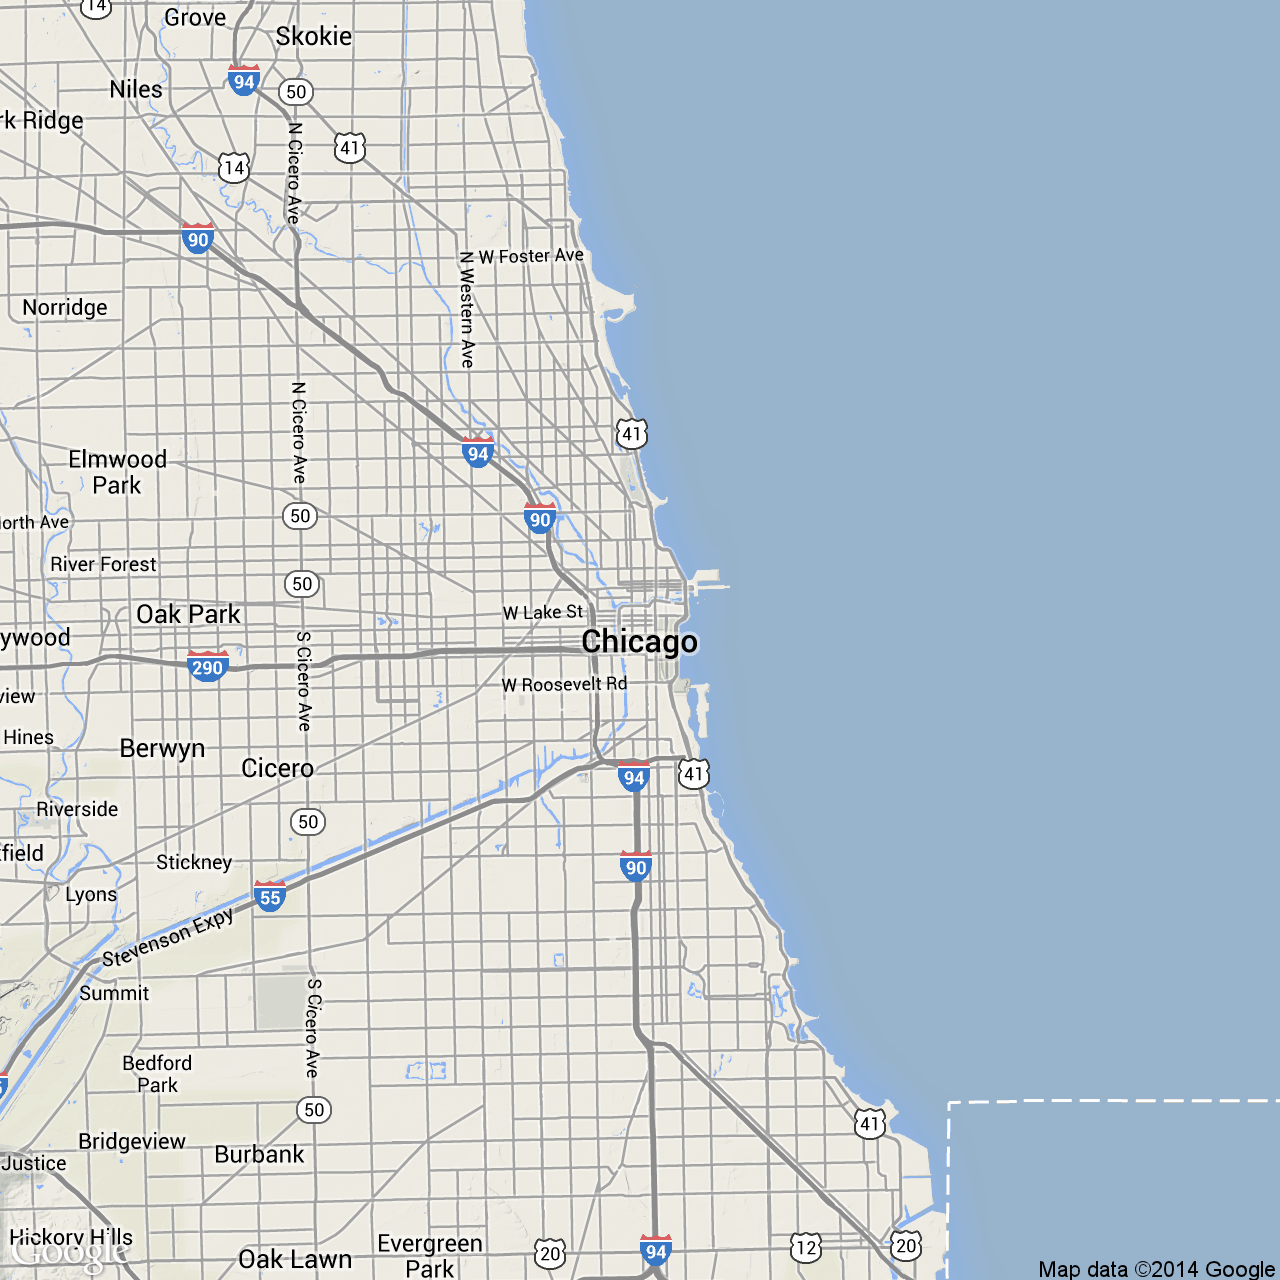 14
Grove
Skokie
94
50
Niles
rk Ridge
41
14
N Cicero Ave
90
W Foster Ave
N Western Ave
Norridge
N Cicero Ave
41
94
Elmwood
Park
50
90
orth Ave
River Forest
50
Oak Park
W Lake St
ywood
Chicago
290
S Cicero Ave
W Roosevelt Rd
view
Hines
Berwyn
Cicero
94
41
Riverside
50
field
Stickney
90
Lyons
55
Stevenson Expy
Summit
S Cicero Ave
Bedford
Park
50
41
Bridgeview
Burbank
Justice
Hickory Hills
Google
Oak Lawn
Evergreen
Park
20
94
12
20
Map data ©2014 Google